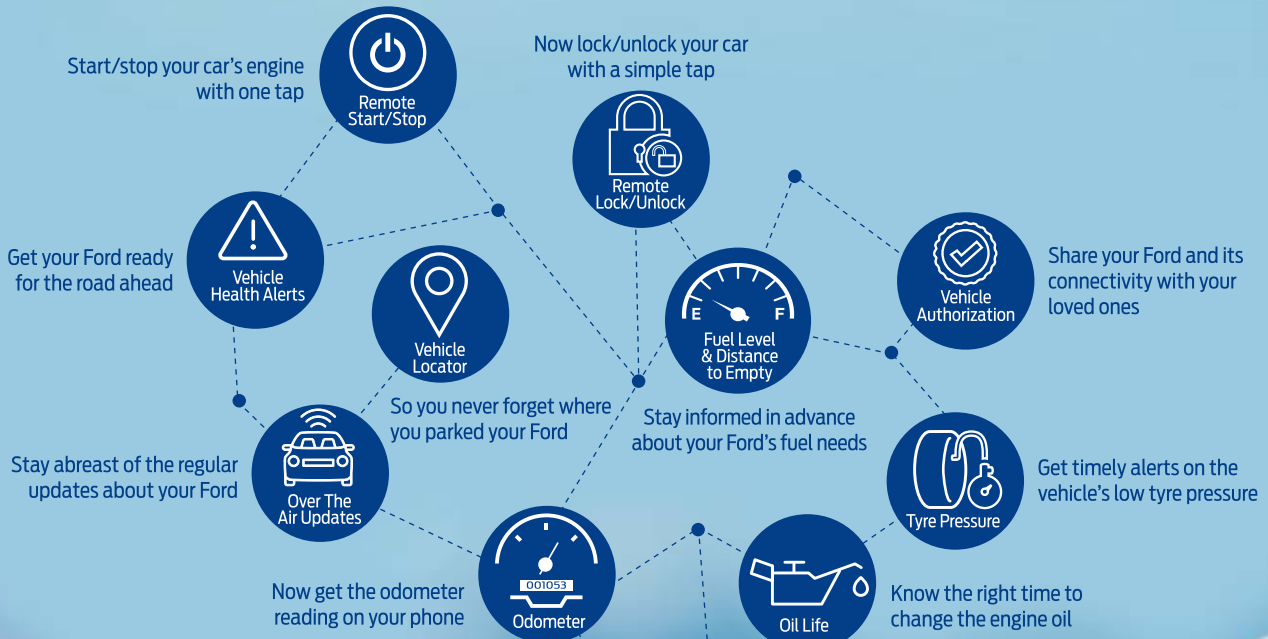 Start/stop your car's engine
with one tap
Remote
Start/Stop
Now lock/unlock your car
with a simple tap
Remote
Lock/Unlock
Get your Ford ready
for the road ahead
Vehicle
Health Alerts
Vehicle
Locator
So you never forget where
you parked your Ford
E F
Fuel Level
& Distance
to Empty
Stay informed in advance
about your Ford's fuel needs
Vehicle
Authorization
Share your Ford and its
connectivity with your
loved ones
Stay abreast of the regular
updates about your Ford
Over The
Air Updates
Tyre Pressure
Get timely alerts on the
vehicle's low tyre pressure
Now get the odometer
reading on your phone
001053
Odometer
Oil Life
Know the right time to
change the engine oil